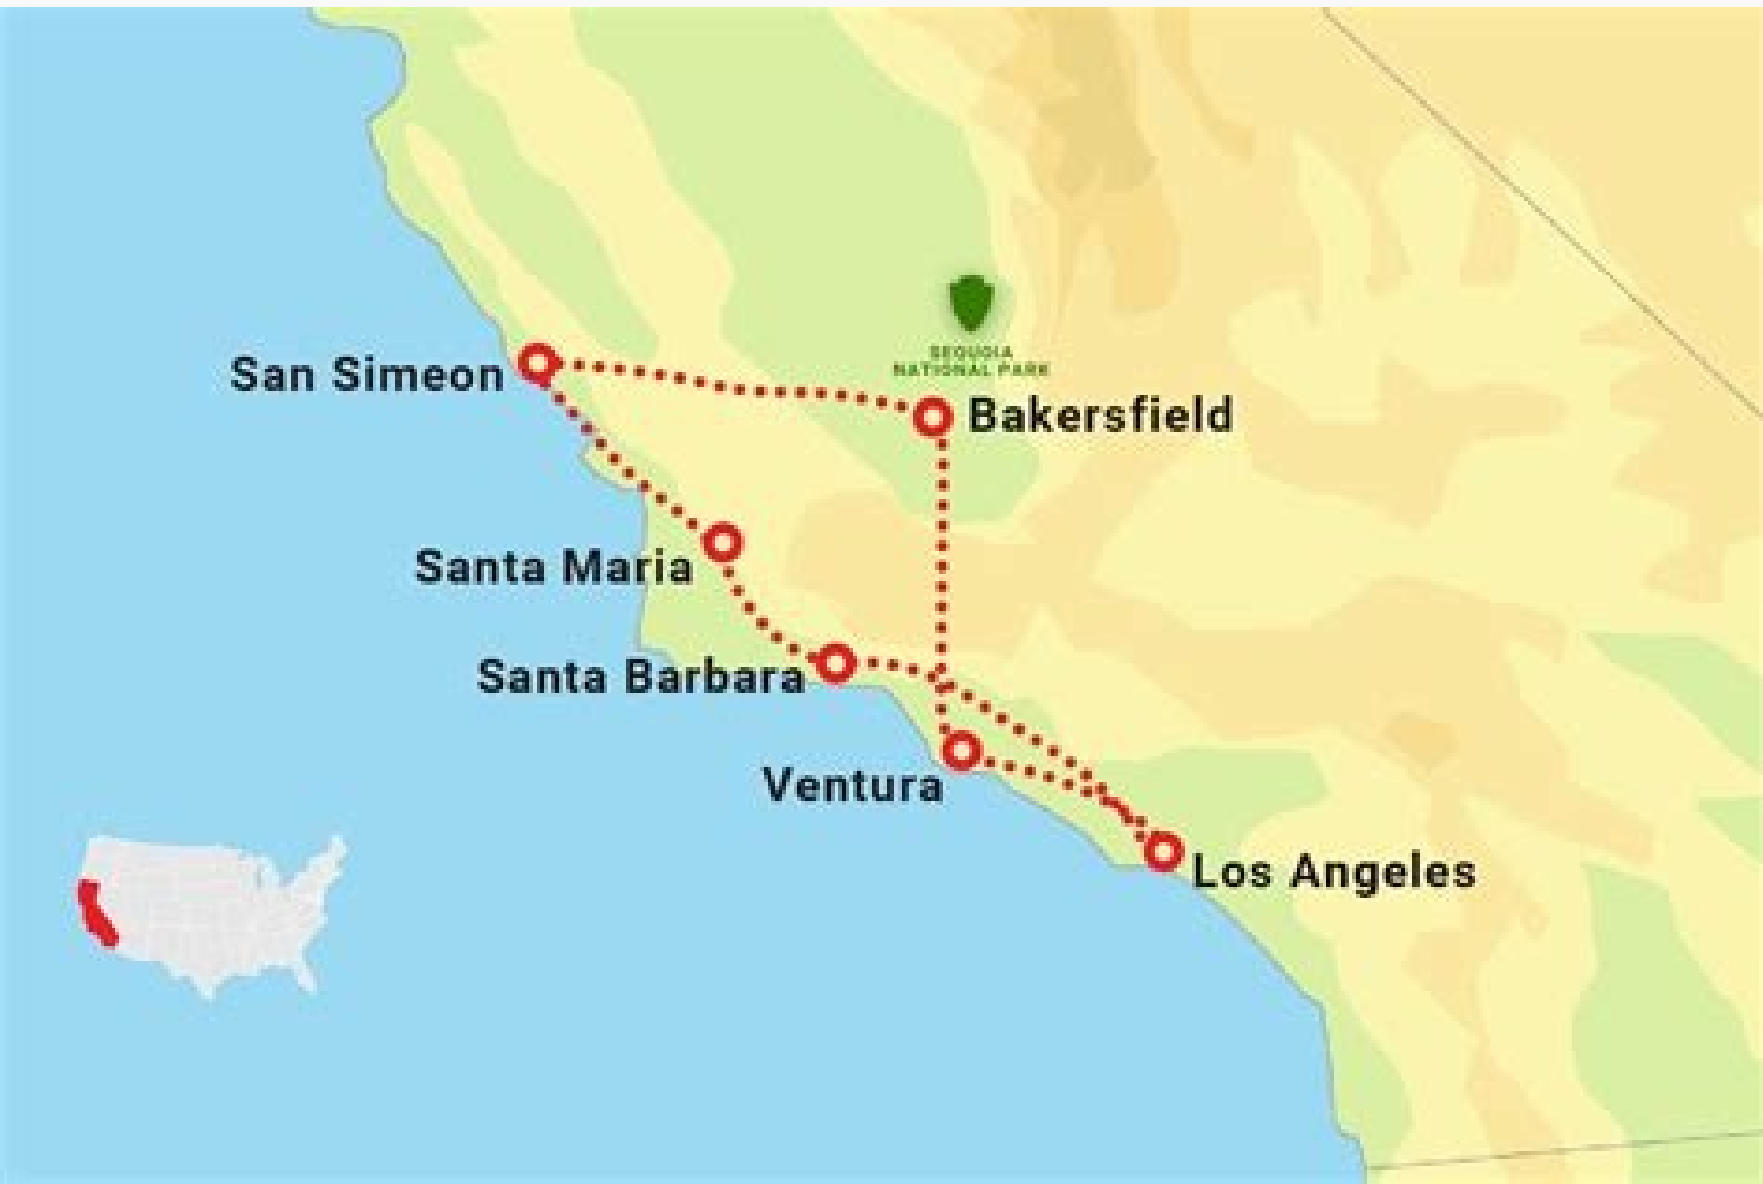 SEQUOIA
NATIONAL PARK
San Simeon
Bakersfield
Santa Maria
Santa Barbara
Ventura
Los Angeles